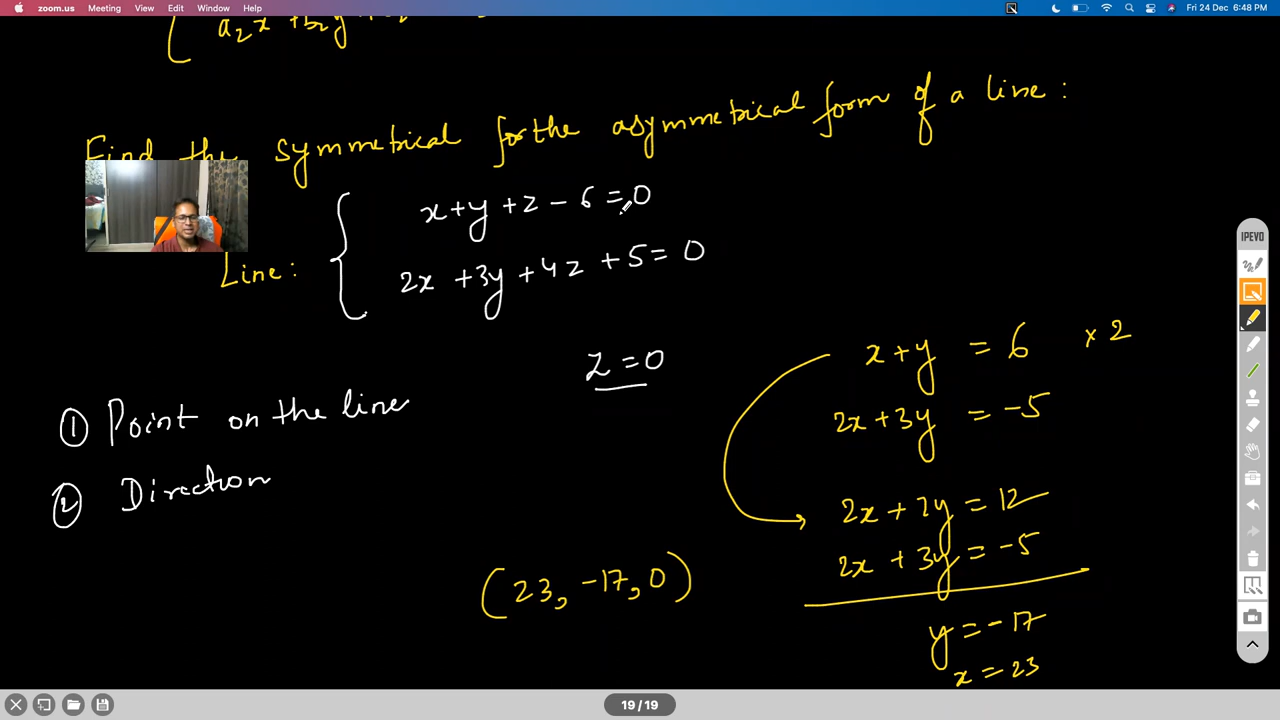 zoom.us Meeting View Edit Window Help Fri 24 Dec 6:48 PM
a₂x + b₂y +
Find the symmetrical for the asymmetrical form of a line :
Line : x + y + z - 6 = 0
2x + 3y + 4z + 5 = 0
z = 0
① Point on the line
② Direction
(23, -17, 0)
x + y = 6 × 2
2x + 3y = -5
2x + 2y = 12
2x + 3y = -5
y = -17
x = 23
IPEVO
19 / 19